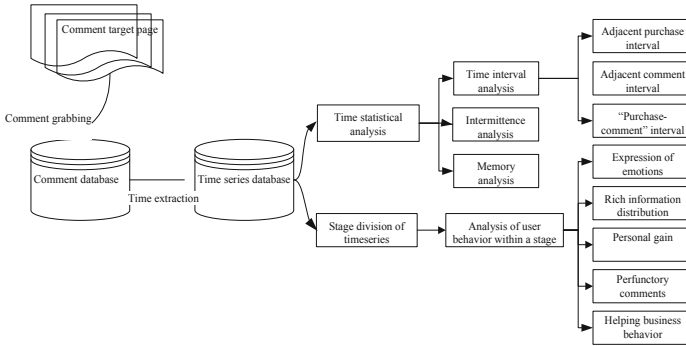 Comment target page
Comment grabbing
Comment database
Time extraction
Time series database
Time statistical
analysis
Time interval
analysis
Intermittence
analysis
Memory
analysis
Adjacent purchase
interval
Adjacent comment
interval
“Purchase-
comment” interval
Stage division of
timeseries
Analysis of user
behavior within a stage
Expression of
emotions
Rich information
distribution
Personal gain
Perfunctory
comments
Helping business
behavior